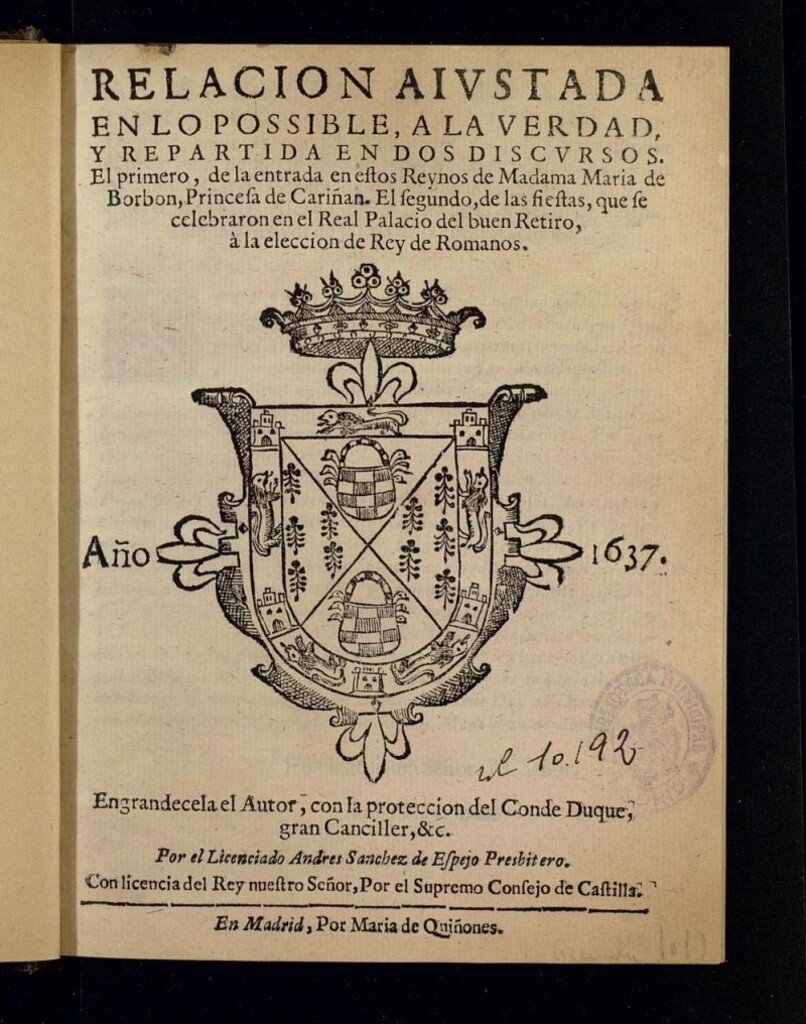 RELACION AIVSTADA
EN LO POSSIBLE, A LA VERDAD,
Y REPARTIDA EN DOS DISCVRSOS.
El primero, de la entrada en eſtos Reynos de Madama Maria de
Borbon, Princeſa de Cariñan. El ſegundo, de las fieſtas, que ſe
celebraron en el Real Palacio del buen Retiro,
à la eleccion de Rey de Romanos.
Año 1637.
10.192
Engrandecela el Autor, con la proteccion del Conde Duque,
gran Canciller, &c.
Por el Licenciado Andres Sanchez de Eſpejo Presbitero.
Con licencia del Rey nueſtro Señor, Por el Supremo Conſejo de Caſtilla.
En Madrid, Por Maria de Quiñones.